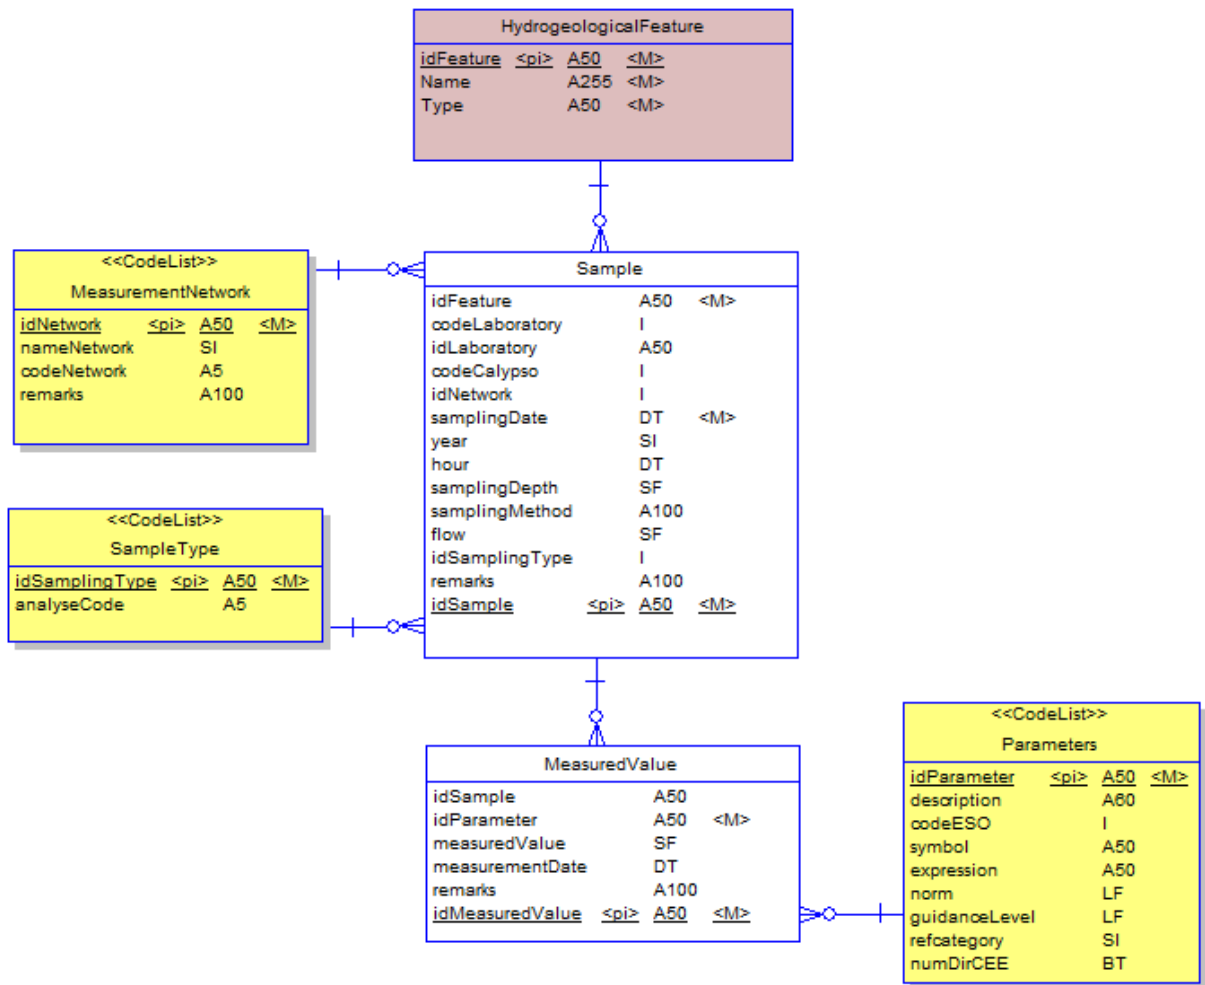 HydrogeologicalFeature
idFeature <pi> A50 <M>
Name A255 <M>
Type A50 <M>
<<CodeList>>
MeasurementNetwork
idNetwork <pi> A50 <M>
nameNetwork SI
codeNetwork A5
remarks A100
Sample
idFeature A50 <M>
codeLaboratory I
idLaboratory A50
codeCalypso I
idNetwork I
samplingDate DT <M>
year SI
hour DT
samplingDepth SF
samplingMethod A100
flow SF
idSamplingType I
remarks A100
idSample <pi> A50 <M>
<<CodeList>>
SampleType
idSamplingType <pi> A50 <M>
analyseCode A5
MeasuredValue
idSample A50
idParameter A50 <M>
measuredValue SF
measurementDate DT
remarks A100
idMeasuredValue <pi> A50 <M>
<<CodeList>>
Parameters
idParameter <pi> A50 <M>
description A60
codeESO I
symbol A50
expression A50
norm LF
guidanceLevel LF
refcategory SI
numDirCEE BT